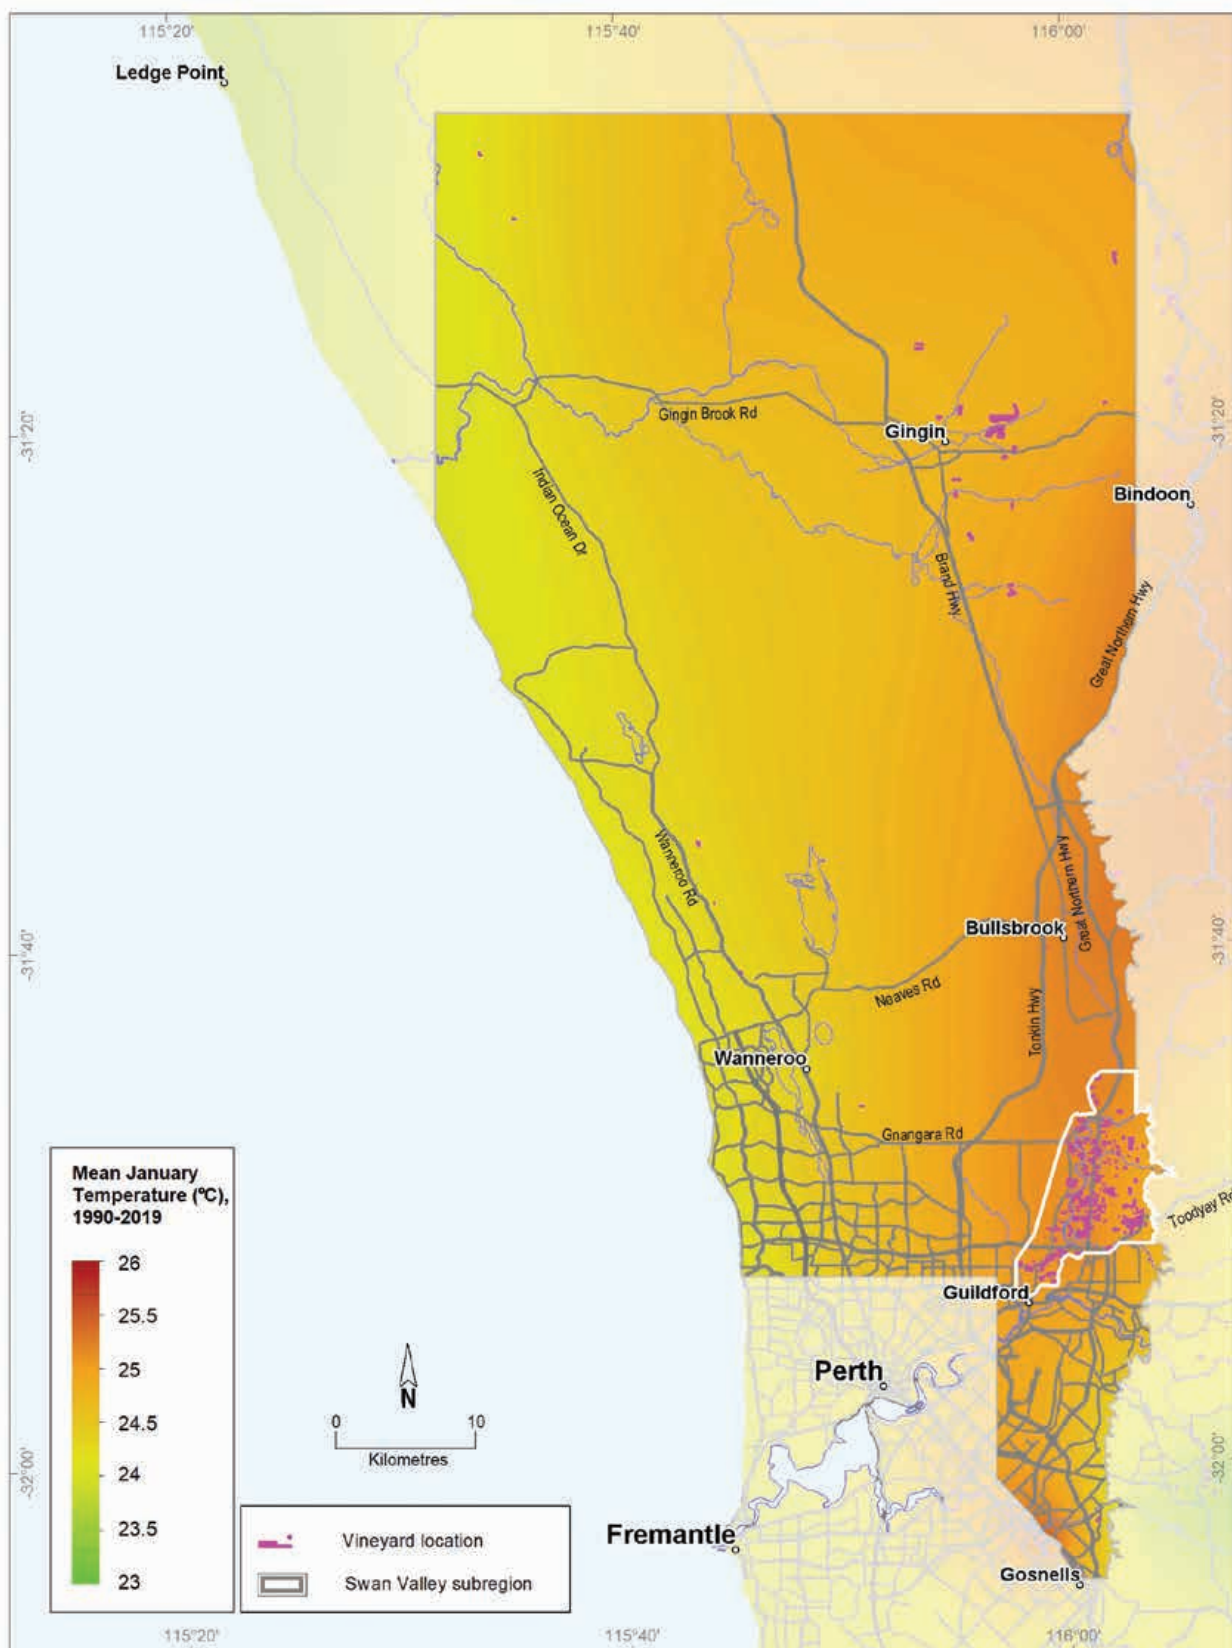 115°20'
115°40'
116°00'
Ledge Point
-31°20'
Gingin Brook Rd
Gingin
-31°20'
Bindoon
Indian Ocean Dr
Brand Hwy
Great Northern Hwy
Wanneroo Rd
Great Northern Hwy
Bullsbrook
-31°40'
-31°40'
Neaves Rd
Tonkin Hwy
Wanneroo
Gnangara Rd
Toodyay Rd
Mean January
Temperature (°C),
1990-2019
26
25.5
25
24.5
24
23.5
23
Guildford
N
0 10
Kilometres
Perth
-32°00'
-32°00'
Vineyard location
Swan Valley subregion
Fremantle
Gosnells
115°20'
115°40'
116°00'